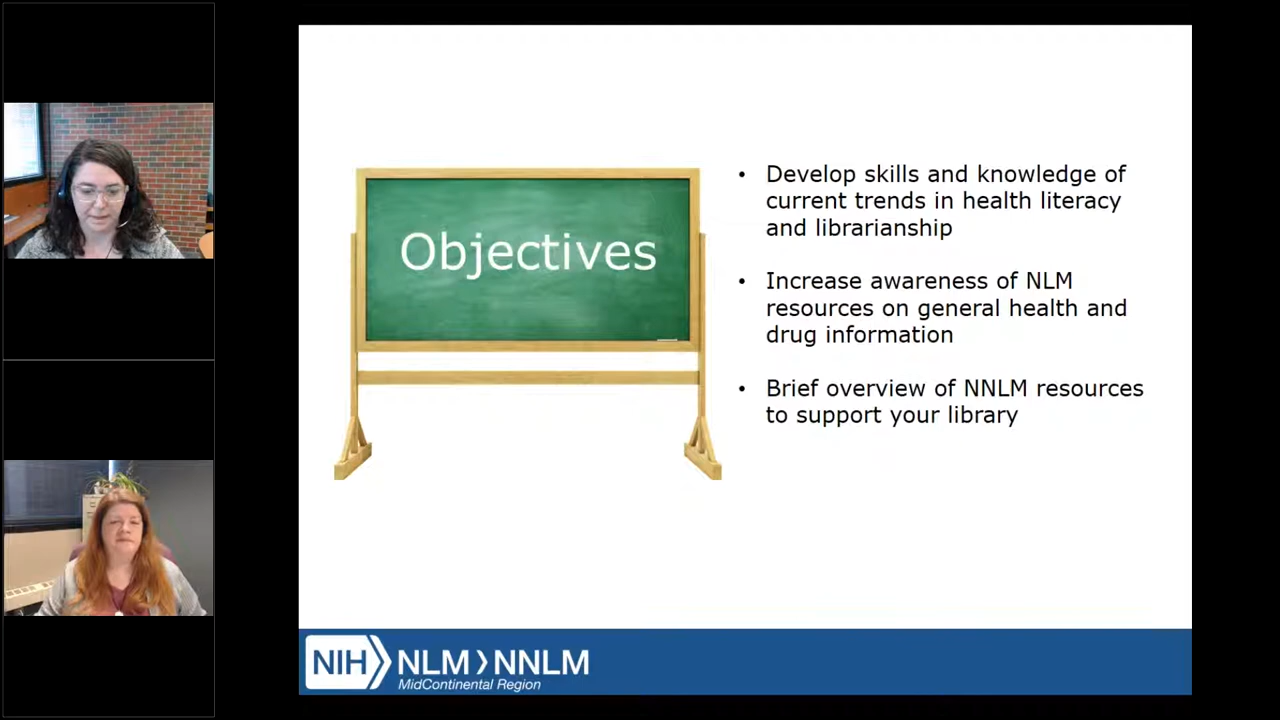 Objectives
• Develop skills and knowledge of
current trends in health literacy
and librarianship
• Increase awareness of NLM
resources on general health and
drug information
• Brief overview of NNLM resources
to support your library
NIH NLM NNLM
MidContinental Region